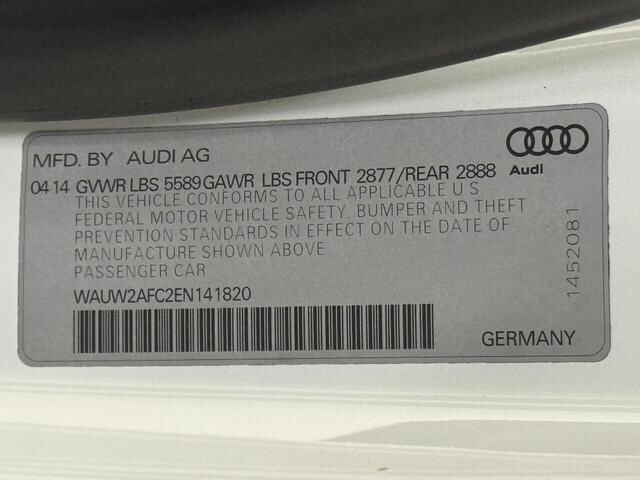 MFD. BY AUDI AG
Audi
04 14 GVWR LBS 5589 GAWR LBS FRONT 2877/REAR 2888
THIS VEHICLE CONFORMS TO ALL APPLICABLE U S
FEDERAL MOTOR VEHICLE SAFETY, BUMPER AND THEFT
PREVENTION STANDARDS IN EFFECT ON THE DATE OF
MANUFACTURE SHOWN ABOVE
PASSENGER CAR
WAUW2AFC2EN141820
1452081
GERMANY